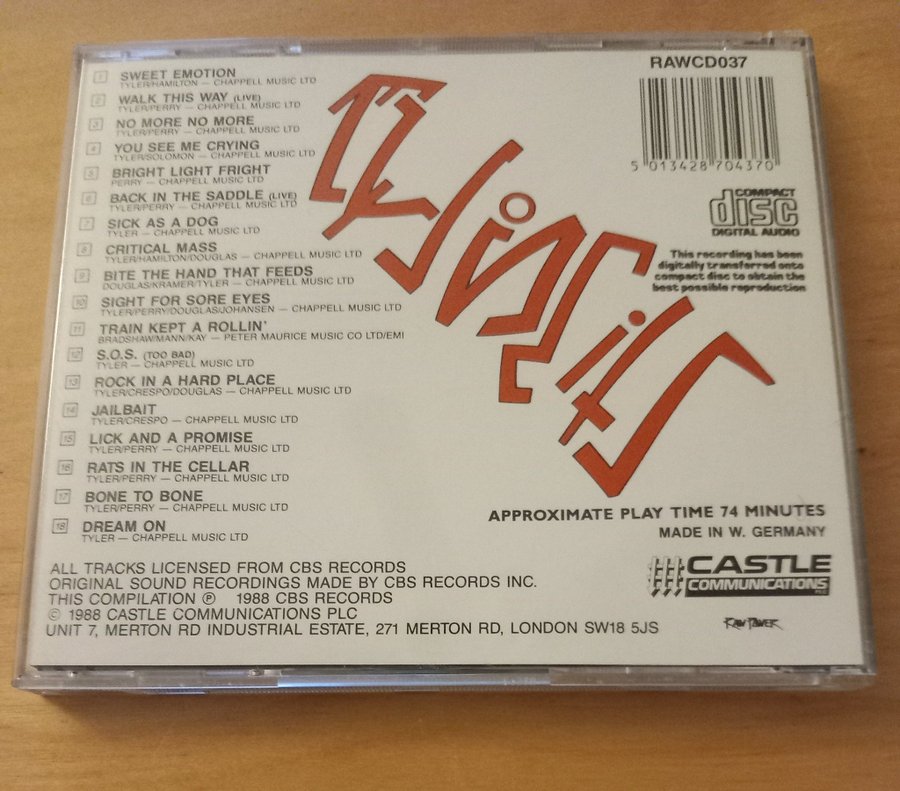 1 SWEET EMOTION
TYLER/HAMILTON — CHAPPELL MUSIC LTD
2 WALK THIS WAY (LIVE)
TYLER/PERRY — CHAPPELL MUSIC LTD
3 NO MORE NO MORE
TYLER/PERRY — CHAPPELL MUSIC LTD
4 YOU SEE ME CRYING
TYLER/SOLOMON — CHAPPELL MUSIC LTD
5 BRIGHT LIGHT FRIGHT
PERRY — CHAPPELL MUSIC LTD
6 BACK IN THE SADDLE (LIVE)
TYLER/PERRY — CHAPPELL MUSIC LTD
7 SICK AS A DOG
TYLER — CHAPPELL MUSIC LTD
8 CRITICAL MASS
TYLER/HAMILTON/DOUGLAS — CHAPPELL MUSIC LTD
9 BITE THE HAND THAT FEEDS
DOUGLAS/KRAMER/TYLER — CHAPPELL MUSIC LTD
10 SIGHT FOR SORE EYES
TYLER/PERRY/DOUGLAS/JOHANSEN — CHAPPELL MUSIC LTD
11 TRAIN KEPT A ROLLIN'
BRADSHAW/MANN/KAY — PETER MAURICE MUSIC CO LTD/EMI
12 S.O.S. (TOO BAD)
TYLER — CHAPPELL MUSIC LTD
13 ROCK IN A HARD PLACE
TYLER/CRESPO/DOUGLAS — CHAPPELL MUSIC LTD
14 JAILBAIT
TYLER/CRESPO — CHAPPELL MUSIC LTD
15 LICK AND A PROMISE
TYLER/PERRY — CHAPPELL MUSIC LTD
16 RATS IN THE CELLAR
TYLER/PERRY — CHAPPELL MUSIC LTD
17 BONE TO BONE
TYLER/PERRY — CHAPPELL MUSIC LTD
18 DREAM ON
TYLER — CHAPPELL MUSIC LTD
RAWCD037
5 013428 704370
COMPACT
disc
DIGITAL AUDIO
This recording has been
digitally transferred onto
compact disc to obtain the
best possible reproduction
APPROXIMATE PLAY TIME 74 MINUTES
MADE IN W. GERMANY
CASTLE
COMMUNICATIONS
PLC
RAW POWER
ALL TRACKS LICENSED FROM CBS RECORDS
ORIGINAL SOUND RECORDINGS MADE BY CBS RECORDS INC.
THIS COMPILATION ℗ 1988 CBS RECORDS
© 1988 CASTLE COMMUNICATIONS PLC
UNIT 7, MERTON RD INDUSTRIAL ESTATE, 271 MERTON RD, LONDON SW18 5JS